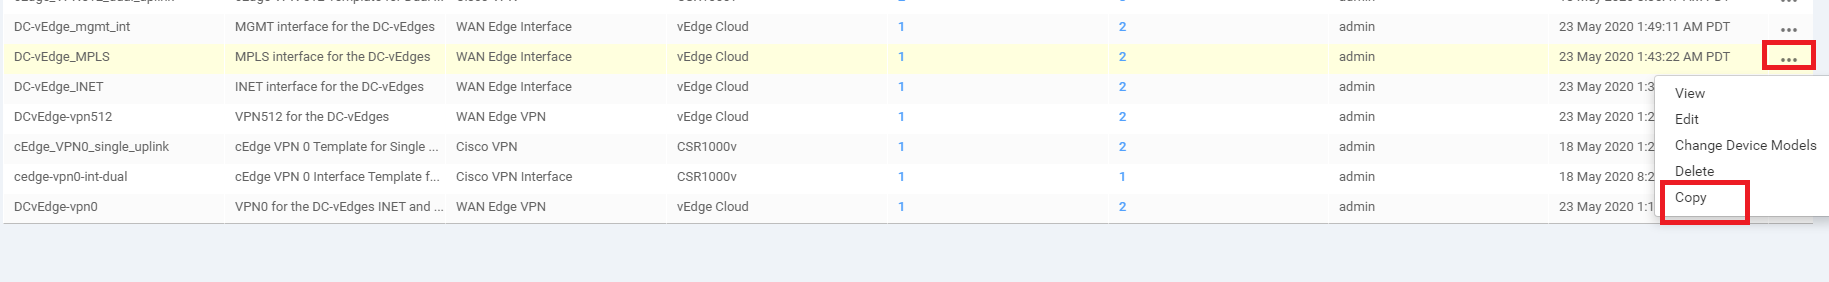 DC-vEdge_mgmt_int MGMT interface for the DC-vEdges WAN Edge Interface vEdge Cloud 1 2 admin 23 May 2020 1:49:11 AM PDT •••
DC-vEdge_MPLS MPLS interface for the DC-vEdges WAN Edge Interface vEdge Cloud 1 2 admin 23 May 2020 1:43:22 AM PDT •••
DC-vEdge_INET INET interface for the DC-vEdges WAN Edge Interface vEdge Cloud 1 2 admin 23 May 2020 1:3
View
DCvEdge-vpn512 VPN512 for the DC-vEdges WAN Edge VPN vEdge Cloud 1 2 admin 23 May 2020 1:2
Edit
cEdge_VPN0_single_uplink cEdge VPN 0 Template for Single ... Cisco VPN CSR1000v 1 2 admin 18 May 2020 1:2
Change Device Models
cedge-vpn0-int-dual cEdge VPN 0 Interface Template f... Cisco VPN Interface CSR1000v 1 1 admin 18 May 2020 8:2
Delete
DCvEdge-vpn0 VPN0 for the DC-vEdges INET and ... WAN Edge VPN vEdge Cloud 1 2 admin 23 May 2020 1:1
Copy